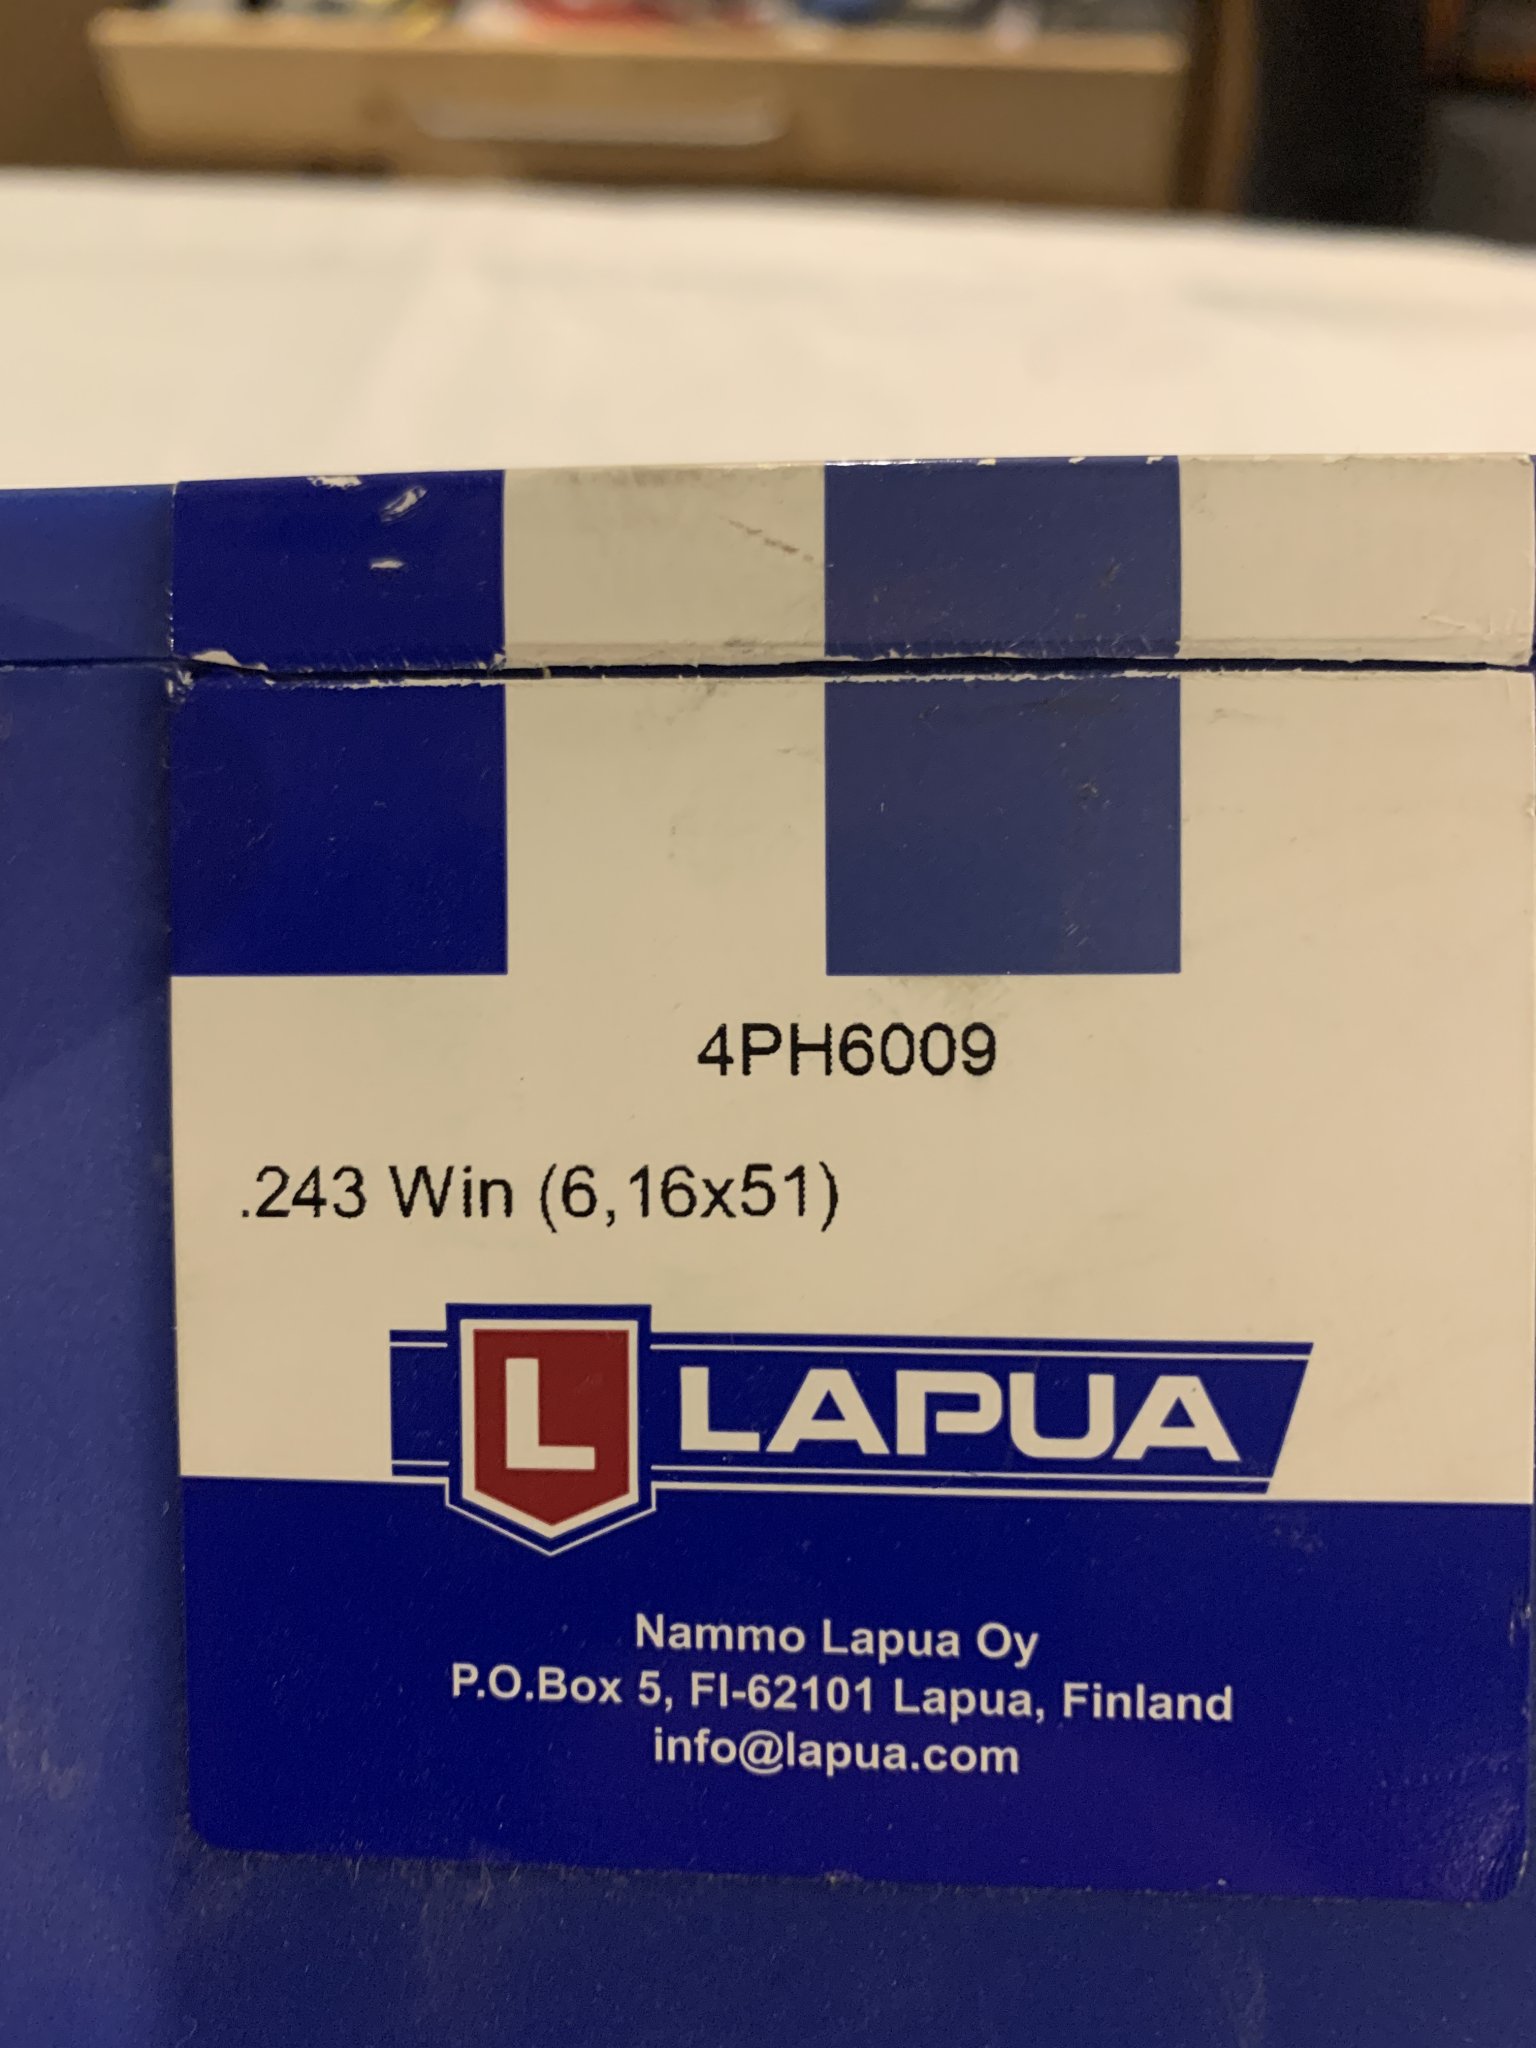 4PH6009
.243 Win (6,16x51)
L LAPUA
Nammo Lapua Oy
P.O.Box 5, FI-62101 Lapua, Finland
info@lapua.com